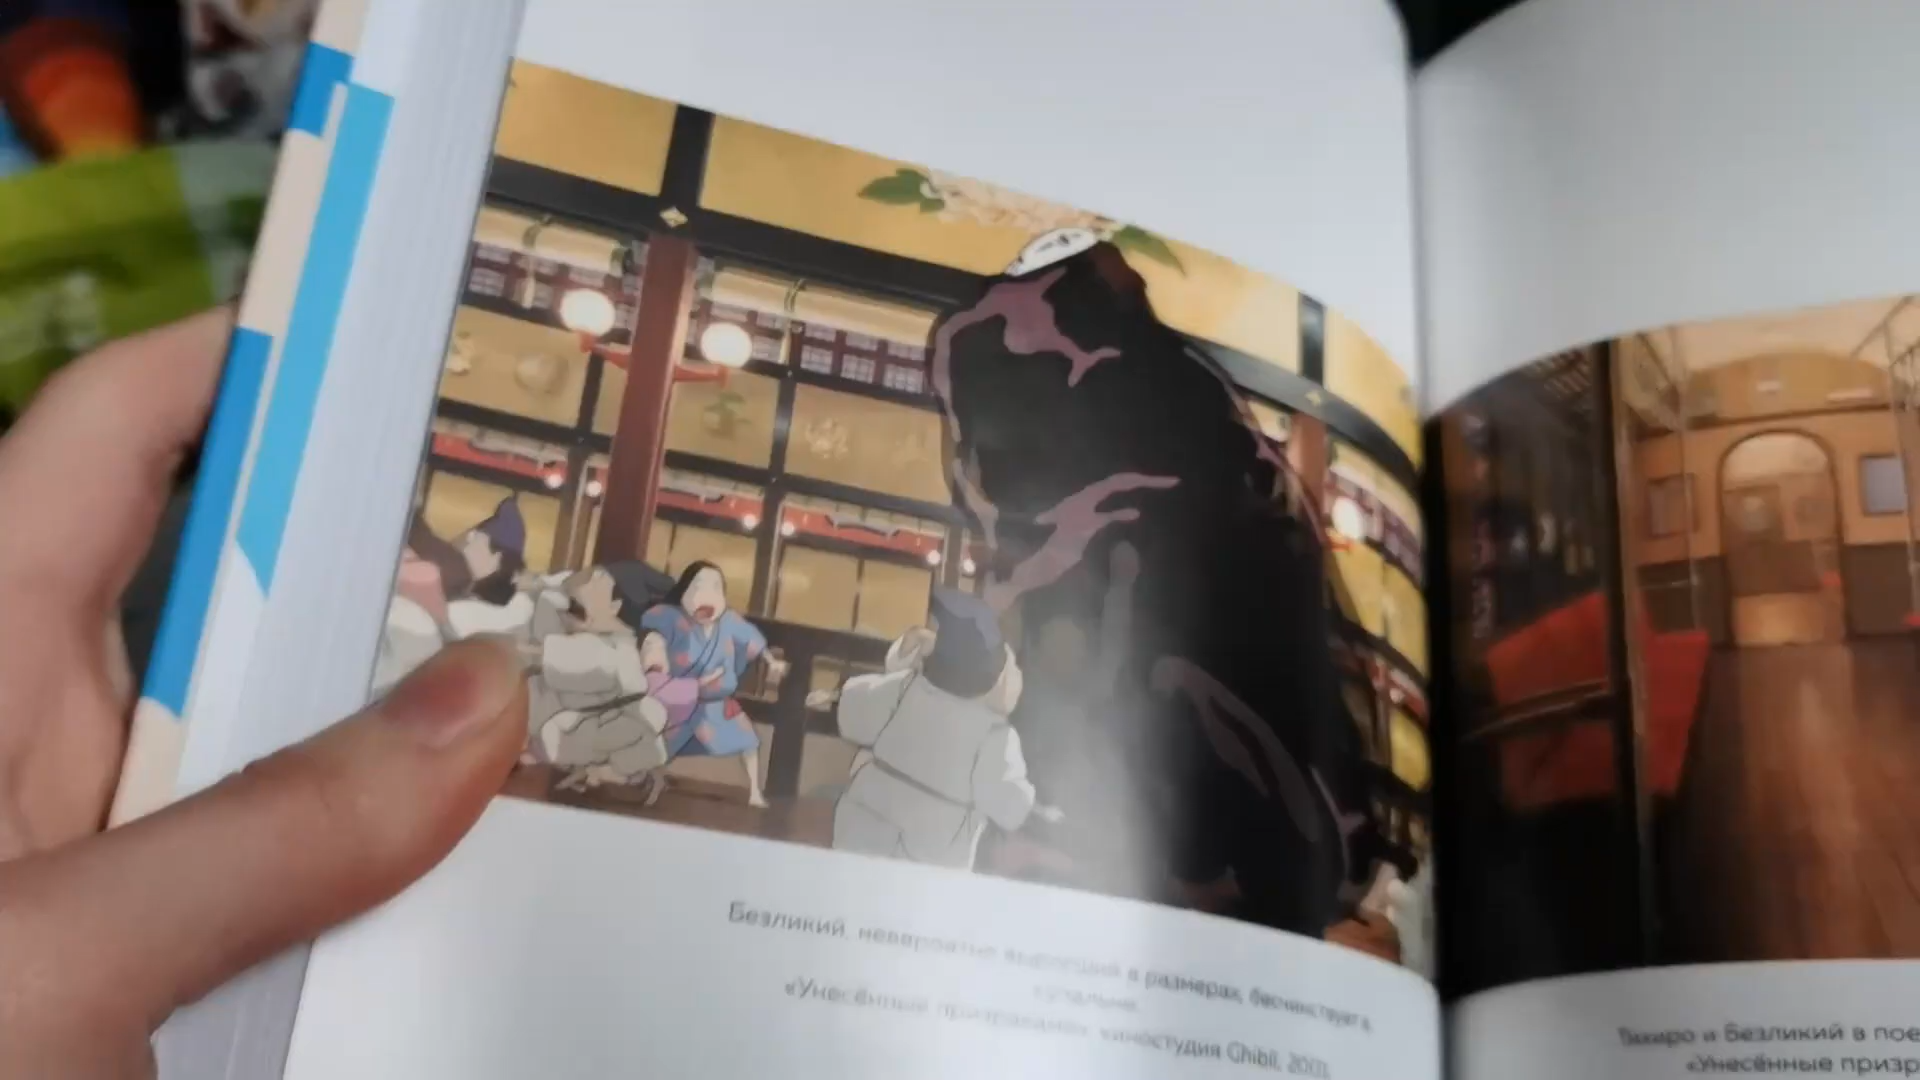 Безликий, невероятно выросший в размерах, бесчинствует в
купальне.
«Унесённые призраками», киностудия Ghibli, 2001.
Тихиро и Безликий в пое
«Унесённые призр